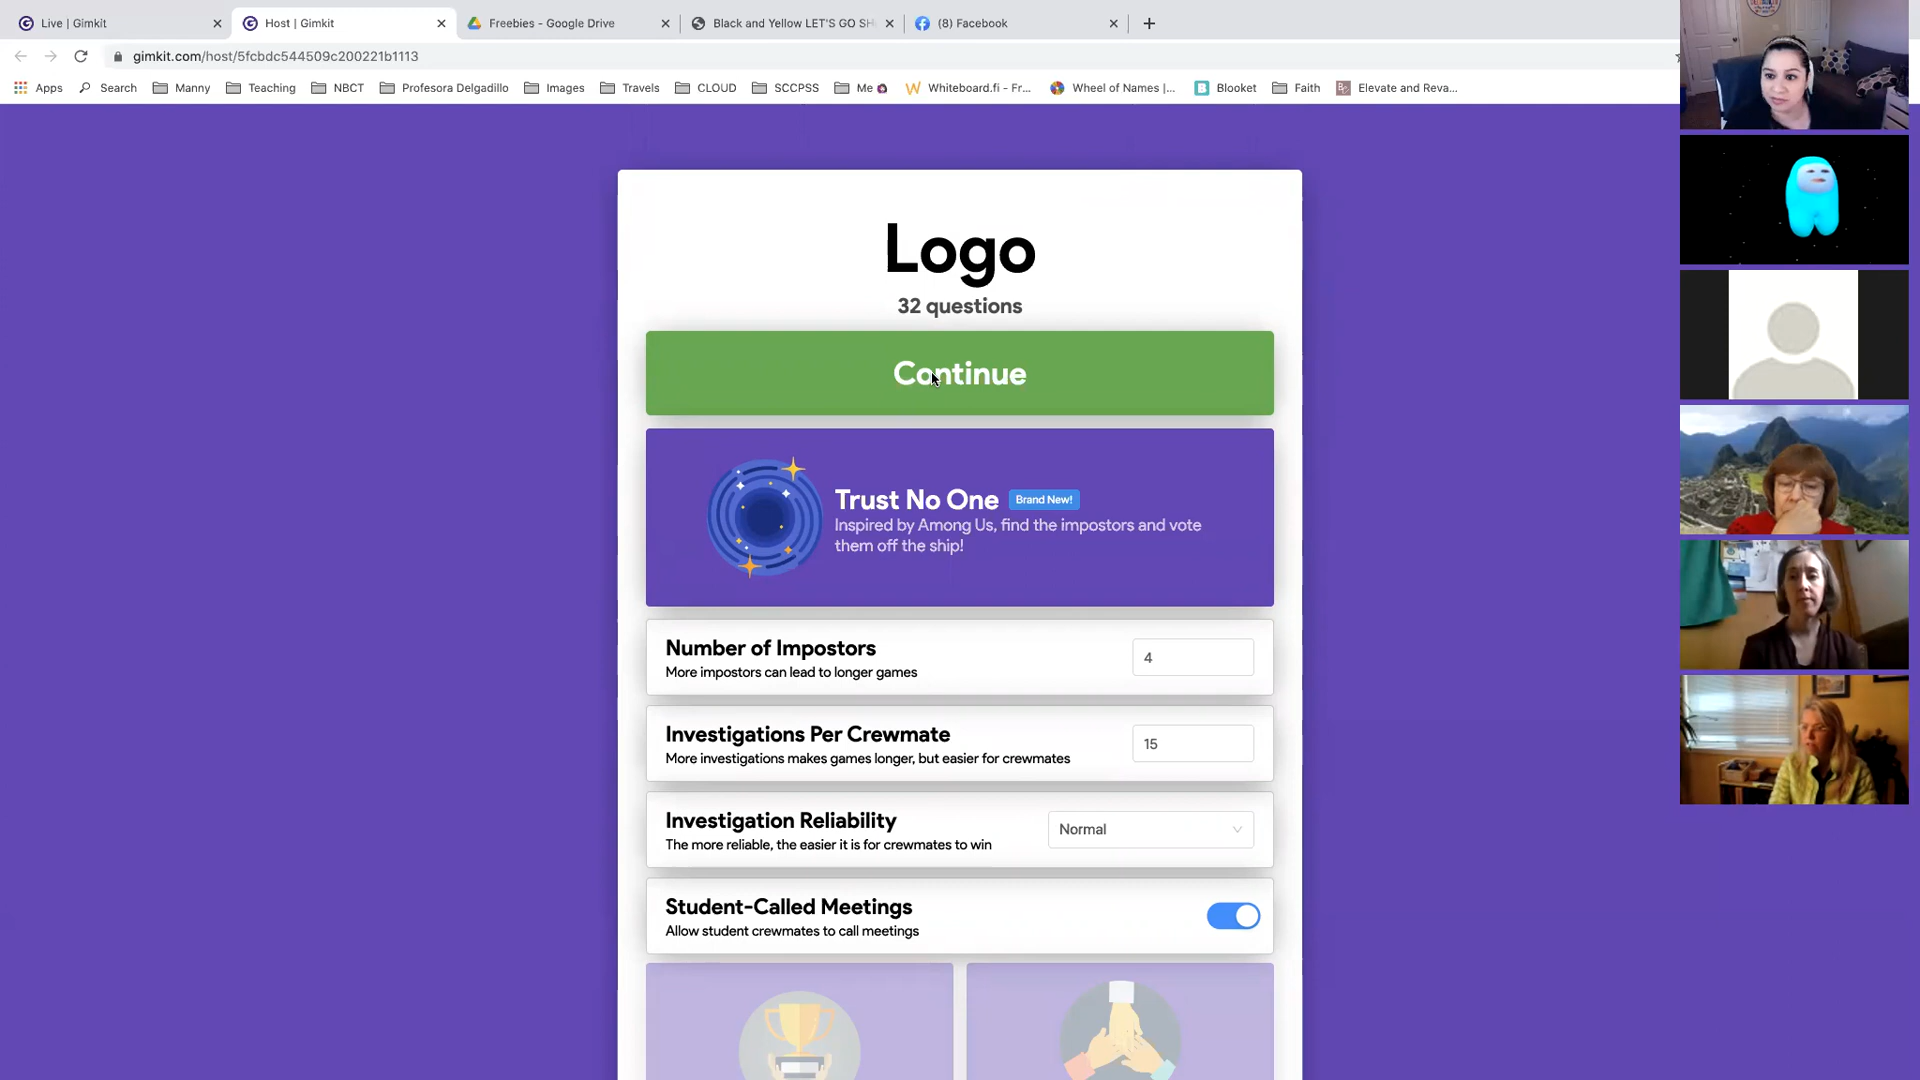 Live | Gimkit
Host | Gimkit
Freebies - Google Drive
Black and Yellow LET'S GO SH
(8) Facebook
gimkit.com/host/5fcbdc544509c200221b1113
Apps
Search
Manny
Teaching
NBCT
Profesora Delgadillo
Images
Travels
CLOUD
SCCPSS
Me
Whiteboard.fi - Fr...
Wheel of Names |...
Blooket
Faith
Elevate and Reva...
Logo
32 questions
Continue
Trust No One Brand New!
Inspired by Among Us, find the impostors and vote
them off the ship!
Number of Impostors
More impostors can lead to longer games
4
Investigations Per Crewmate
More investigations makes games longer, but easier for crewmates
15
Investigation Reliability
The more reliable, the easier it is for crewmates to win
Normal
Student-Called Meetings
Allow student crewmates to call meetings